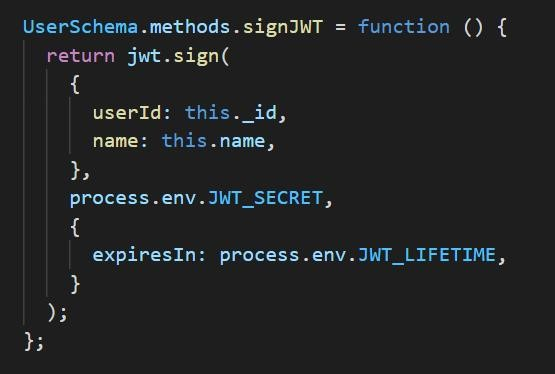 UserSchema.methods.signJWT = function () {
return jwt.sign(
{
userId: this._id,
name: this.name,
},
process.env.JWT_SECRET,
{
expiresIn: process.env.JWT_LIFETIME,
}
);
};